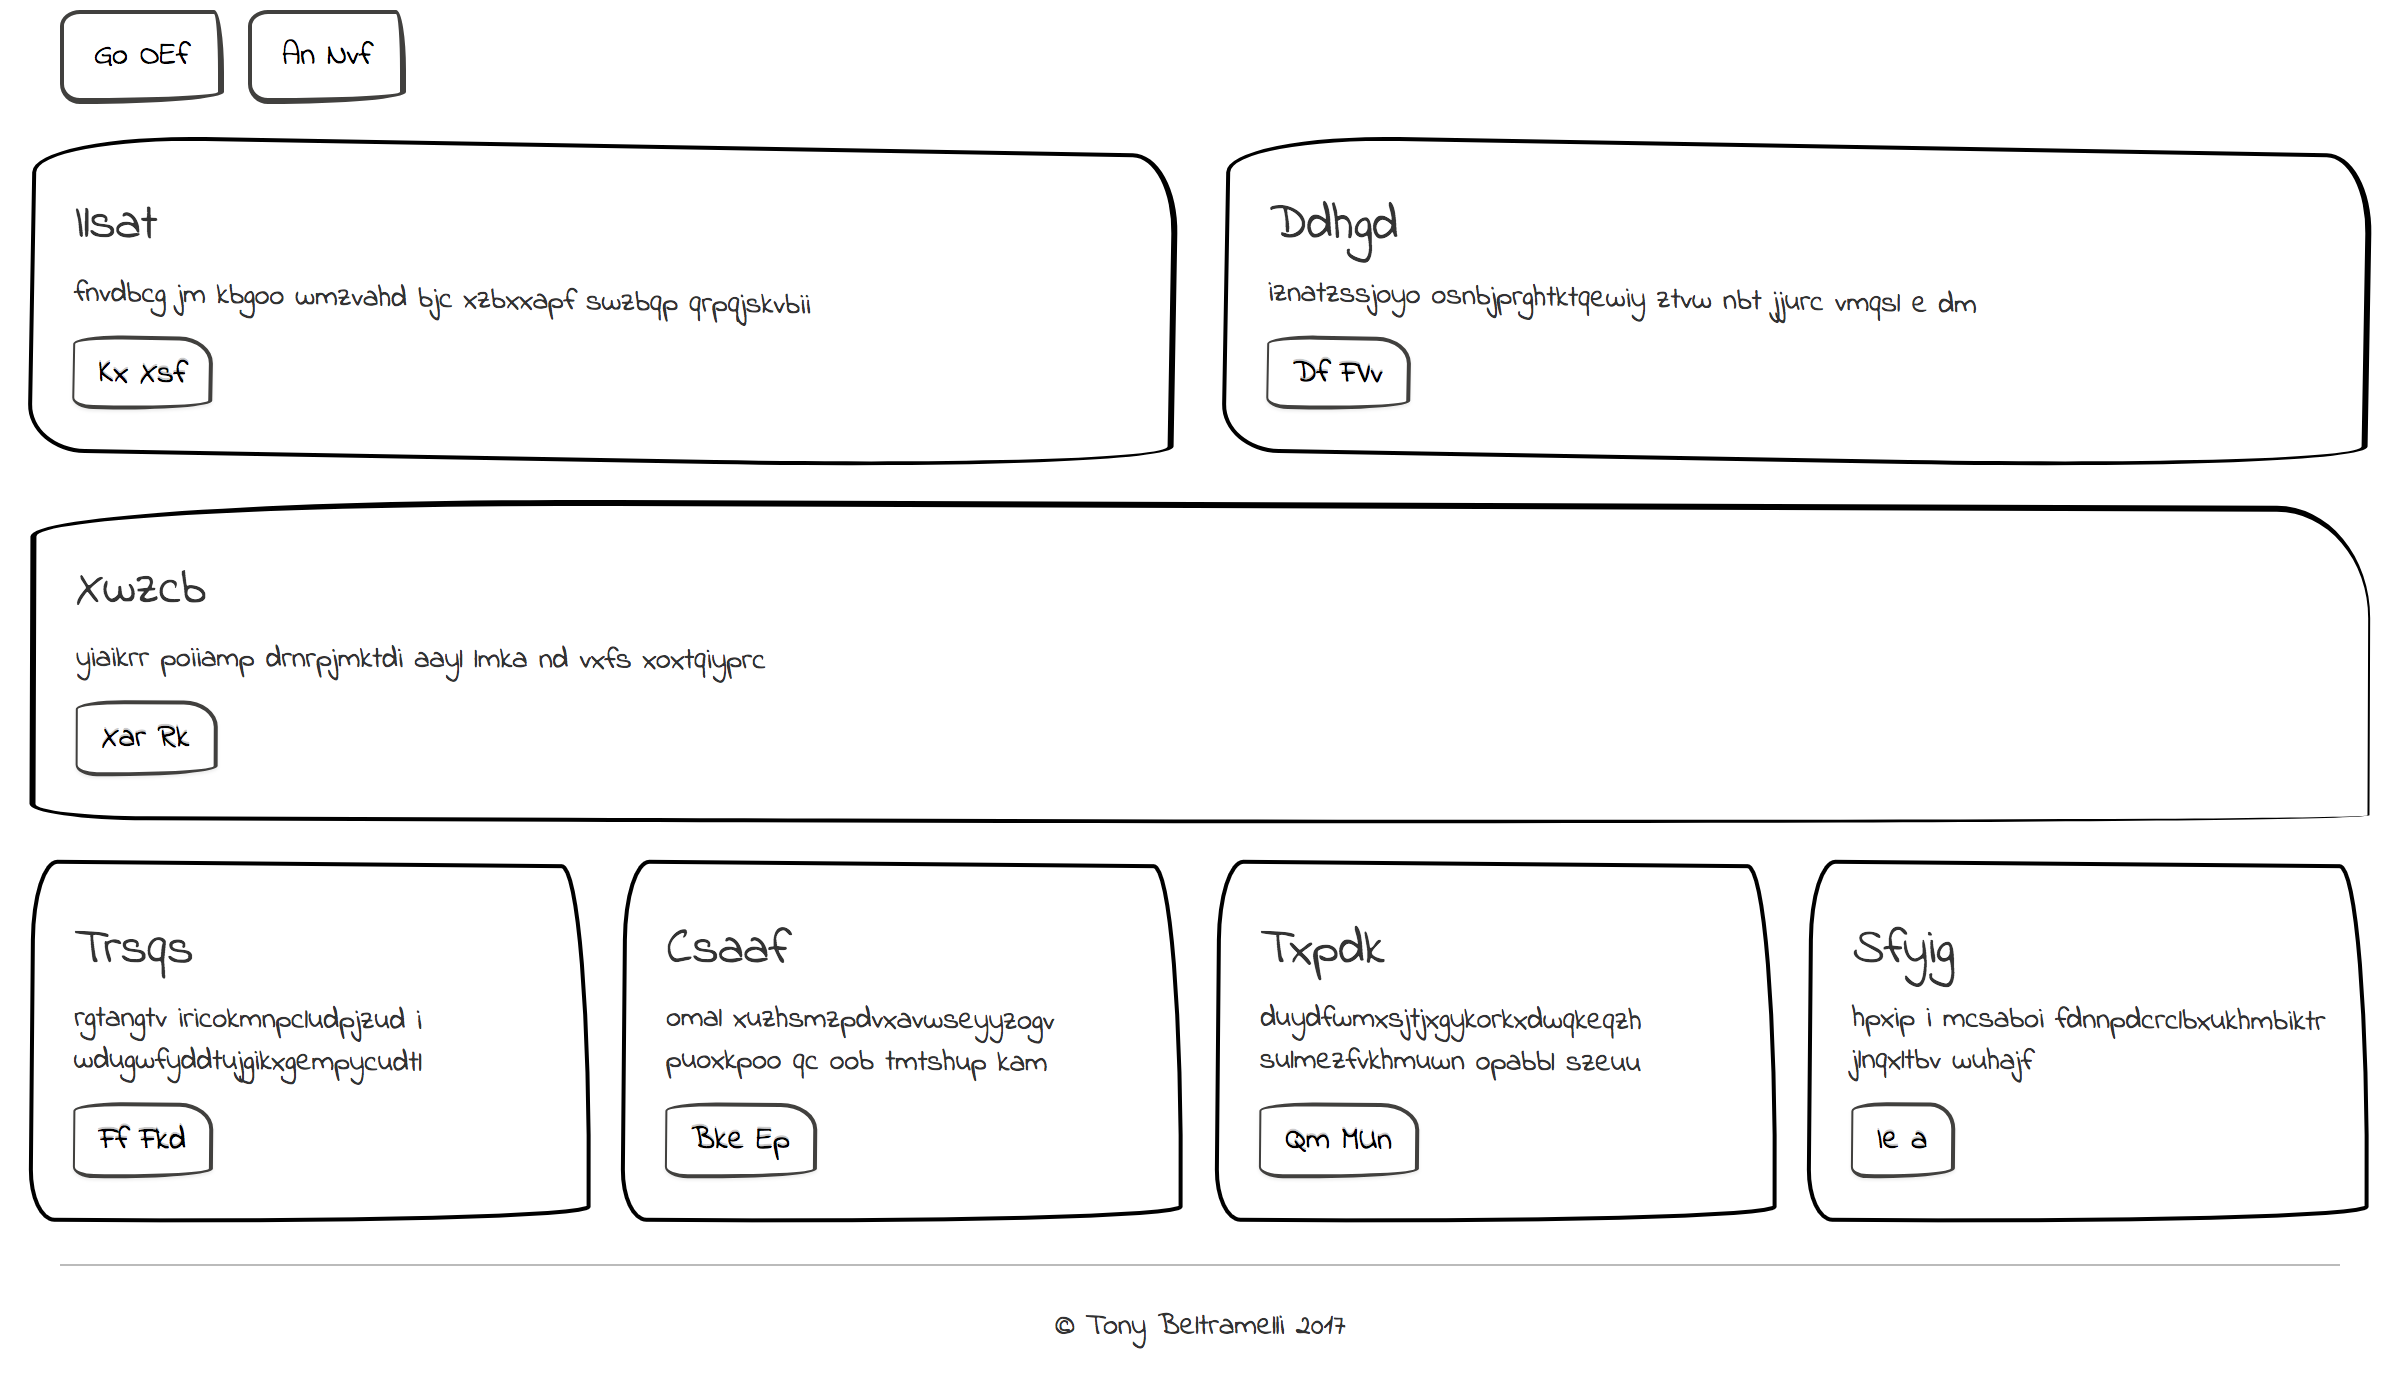 Go OEf
An Nvf
Ilsat
fnvdbcg jm kbgoo wmzvahd bjc xzbxxapf swzbqp qrpqjskvbii
Kx Xsf
Ddhgd
iznatzssjoyo osnbjprghtktqewiy ztvw nbt jjurc vmqsl e dm
Df FVv
Xwzcb
yiaikrr poiiamp drnrpjmktdi aayl lmka nd vxfs xoxtqiyprc
Xar Rk
Trsqs
rgtangtv iricokmnpcludpjzud i
wdugwfyddtujgikxgempycudtl
Ff Fkd
Csaaf
omal xuzhsmzpdvxavwseyyzogv
puoxkpoo qc oob tmtshup kam
Bke Ep
Txpdk
duydfwmxsjtjxgykorkxdwqkeqzh
sulmezfvkhmuwn opabbl szeuu
Qm MUn
Sfyjg
hpxip i mcsaboi fdnnpdcrclbxukhmbiktr
jlnqxltbv wuhajf
Ie a
© Tony Beltramelli 2017